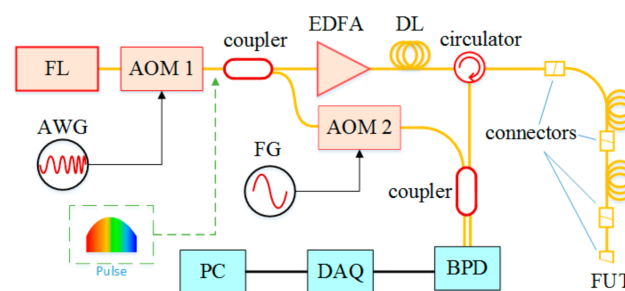 EDFA
DL
coupler
circulator
FL
AOM 1
AWG
FG
AOM 2
connectors
coupler
Pulse
PC
DAQ
BPD
FUT